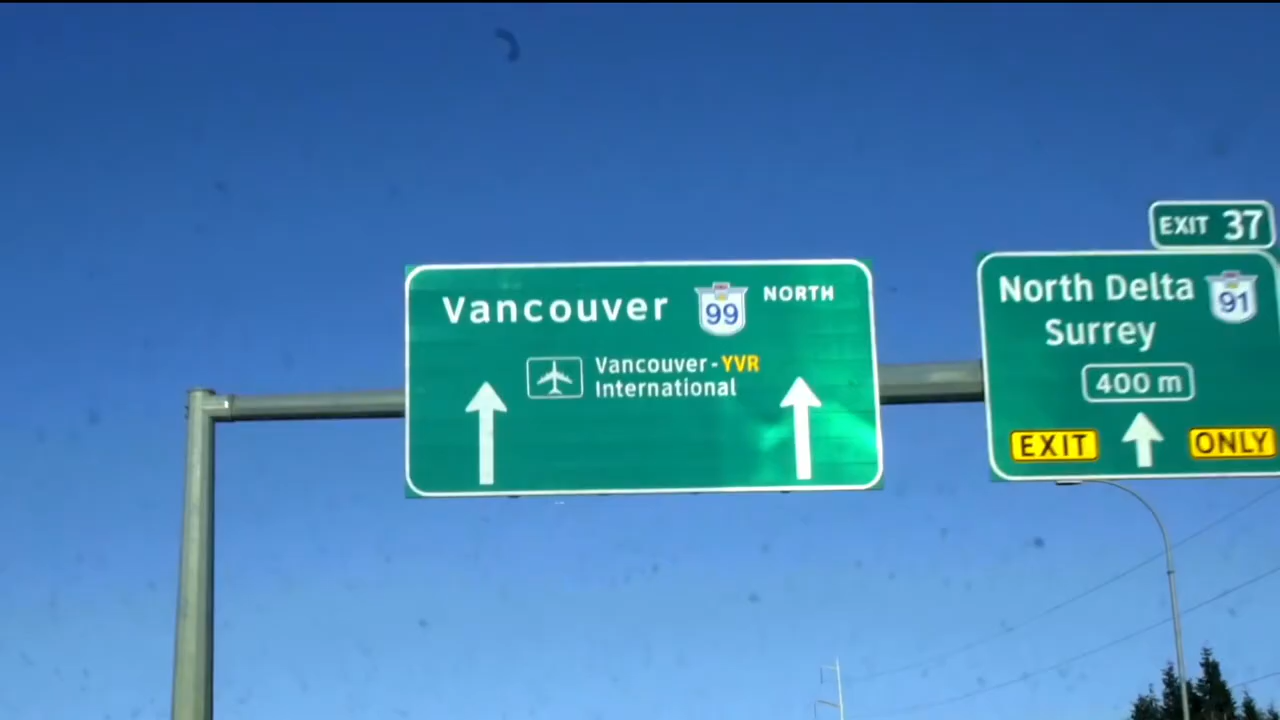 Vancouver 99 NORTH
Vancouver - YVR
International
EXIT 37
North Delta 91
Surrey
400 m
EXIT ONLY